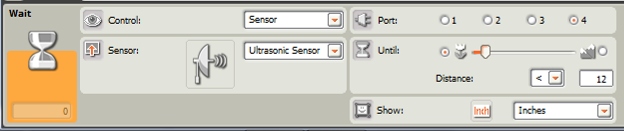 Wait
Control: Sensor
Port: 1 2 3 4
Sensor: Ultrasonic Sensor
Until:
Distance: < 12
0
Show: Inch Inches